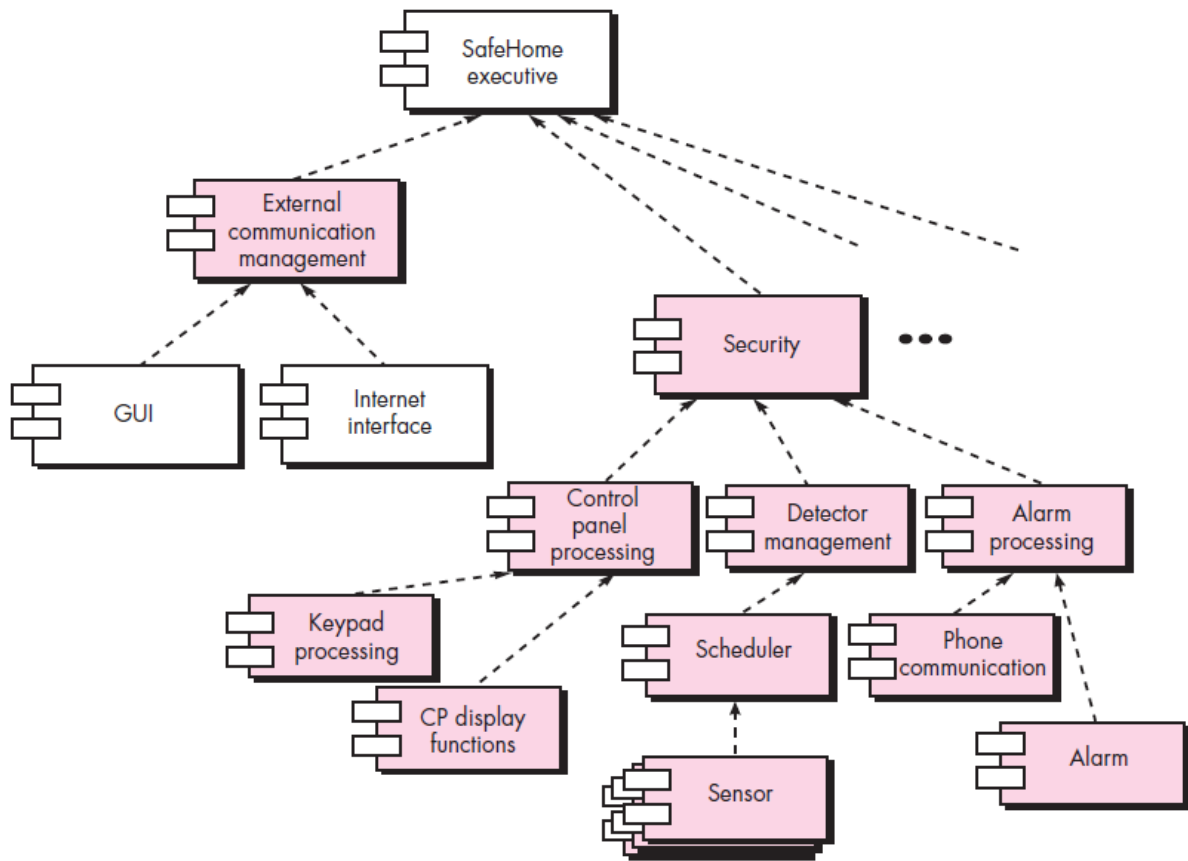 SafeHome
executive
External
communication
management
Security
GUI
Internet
interface
Control
panel
processing
Detector
management
Alarm
processing
Keypad
processing
Scheduler
Phone
communication
CP display
functions
Sensor
Alarm